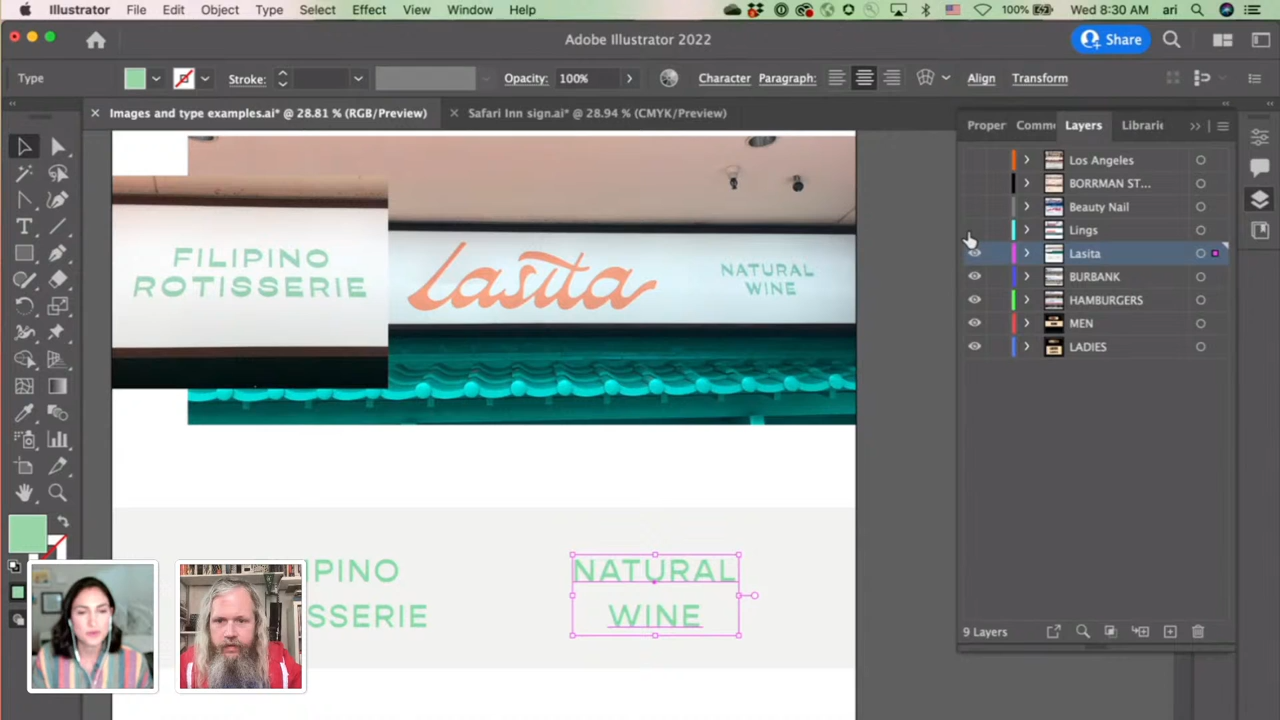 Illustrator File Edit Object Type Select Effect View Window Help 100% Wed 8:30 AM ari
Adobe Illustrator 2022 Share
Type Stroke: Opacity: 100% Character Paragraph: Align Transform
Images and type examples.ai* @ 28.81 % (RGB/Preview) Safari Inn sign.ai* @ 28.94 % (CMYK/Preview)
Proper Comme Layers Librarie
Los Angeles
BORRMAN ST...
Beauty Nail
Lings
Lasita
BURBANK
HAMBURGERS
MEN
LADIES
9 Layers
FILIPINO
ROTISSERIE
Lasita
NATURAL
WINE
IPINO
SSERIE
NATURAL
WINE